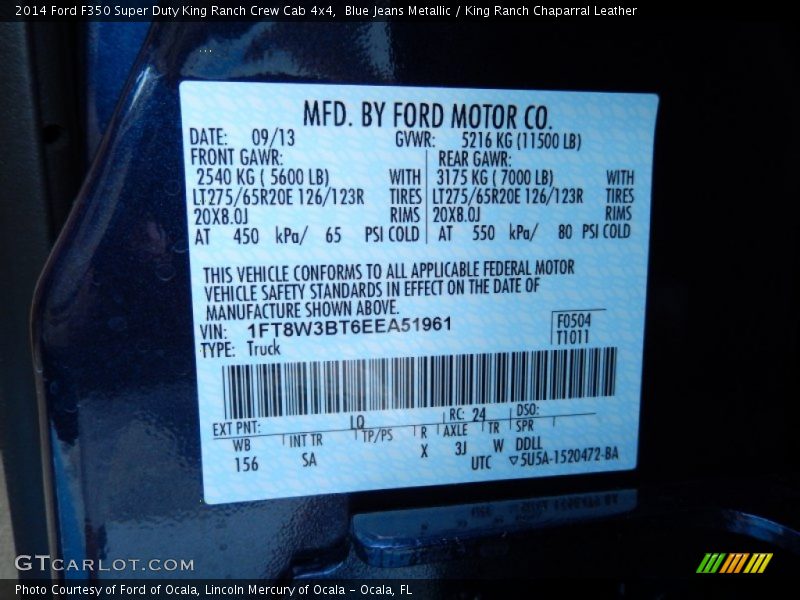 2014 Ford F350 Super Duty King Ranch Crew Cab 4x4,  Blue Jeans Metallic / King Ranch Chaparral Leather
MFD. BY FORD MOTOR CO.
DATE: 09/13 GVWR: 5216 KG (11500 LB)
FRONT GAWR: REAR GAWR:
2540 KG ( 5600 LB) WITH 3175 KG ( 7000 LB) WITH
LT275/65R20E 126/123R TIRES LT275/65R20E 126/123R TIRES
20X8.0J RIMS 20X8.0J RIMS
AT 450 kPa/ 65 PSI COLD AT 550 kPa/ 80 PSI COLD
THIS VEHICLE CONFORMS TO ALL APPLICABLE FEDERAL MOTOR
VEHICLE SAFETY STANDARDS IN EFFECT ON THE DATE OF
MANUFACTURE SHOWN ABOVE.
VIN: 1FT8W3BT6EEA51961 F0504
TYPE: Truck T1011
EXT PNT: LQ RC: 24 DSO:
WB INT TR TP/PS R AXLE TR SPR
156 SA X 3J W DDLL
UTC ▽5U5A-1520472-BA
GTCARLOT.COM
Photo Courtesy of Ford of Ocala, Lincoln Mercury of Ocala - Ocala, FL